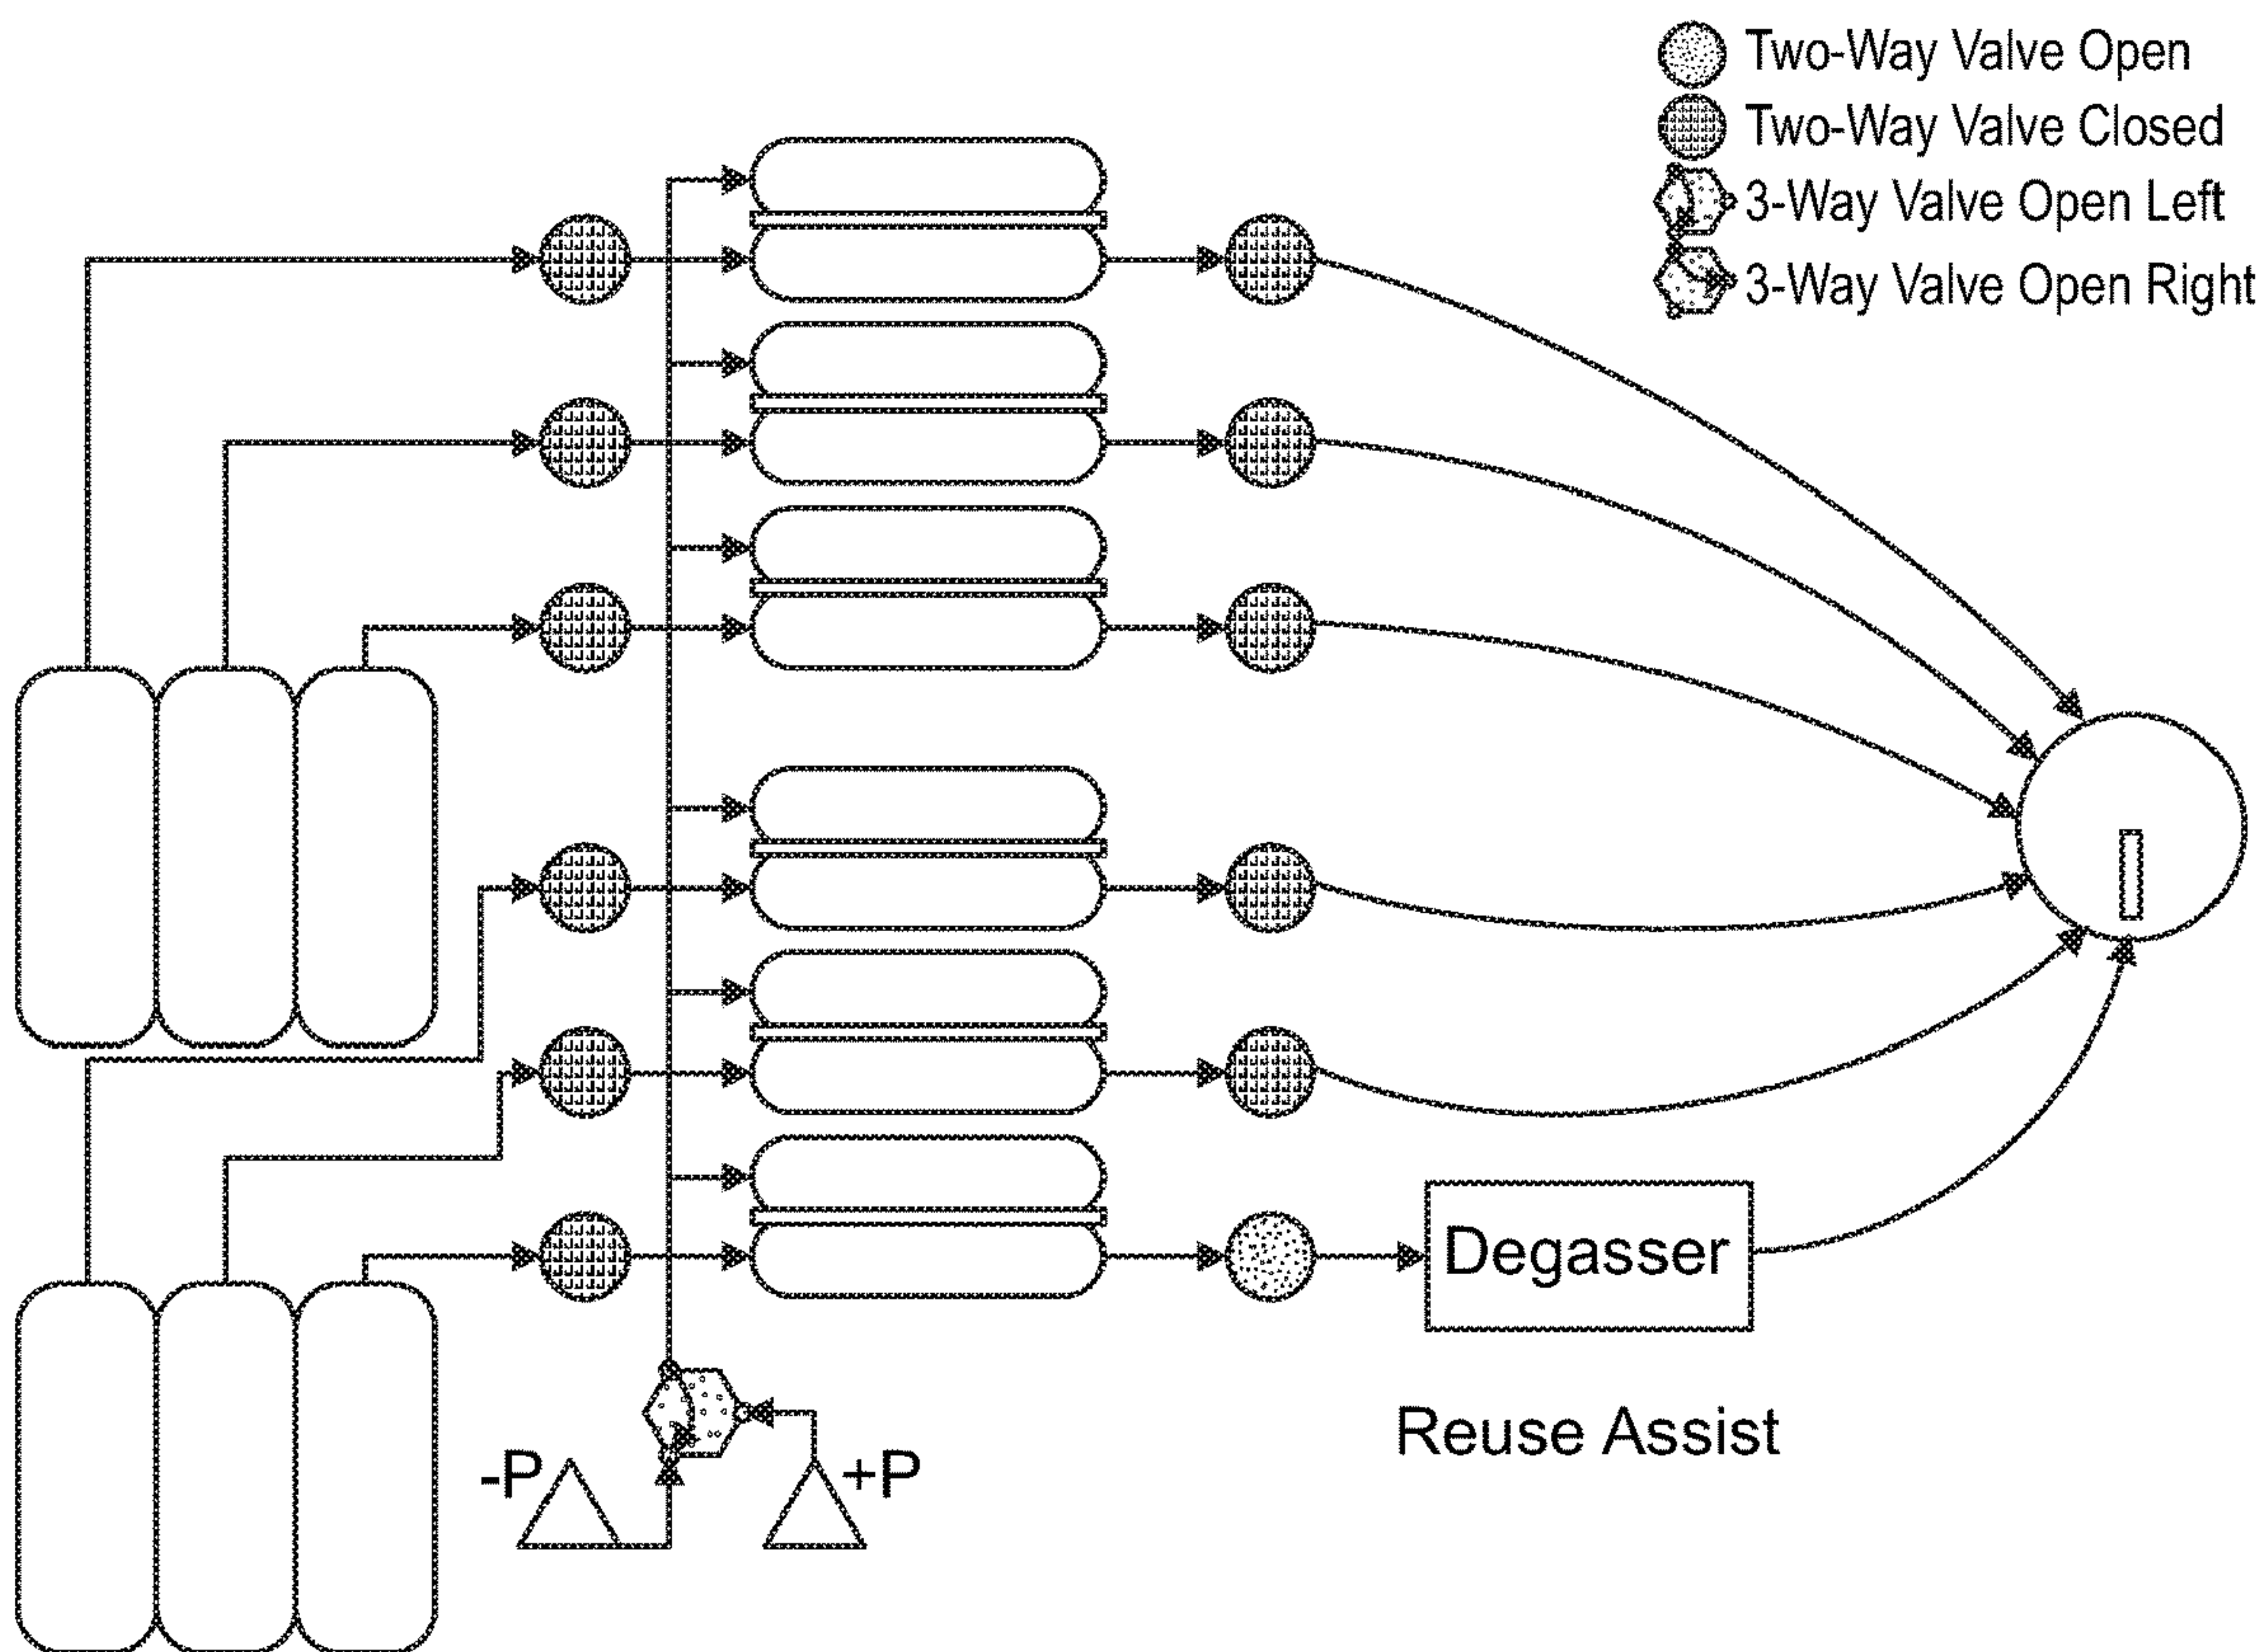 Two-Way Valve Open
Two-Way Valve Closed
3-Way Valve Open Left
3-Way Valve Open Right
Degasser
Reuse Assist
-P
+P